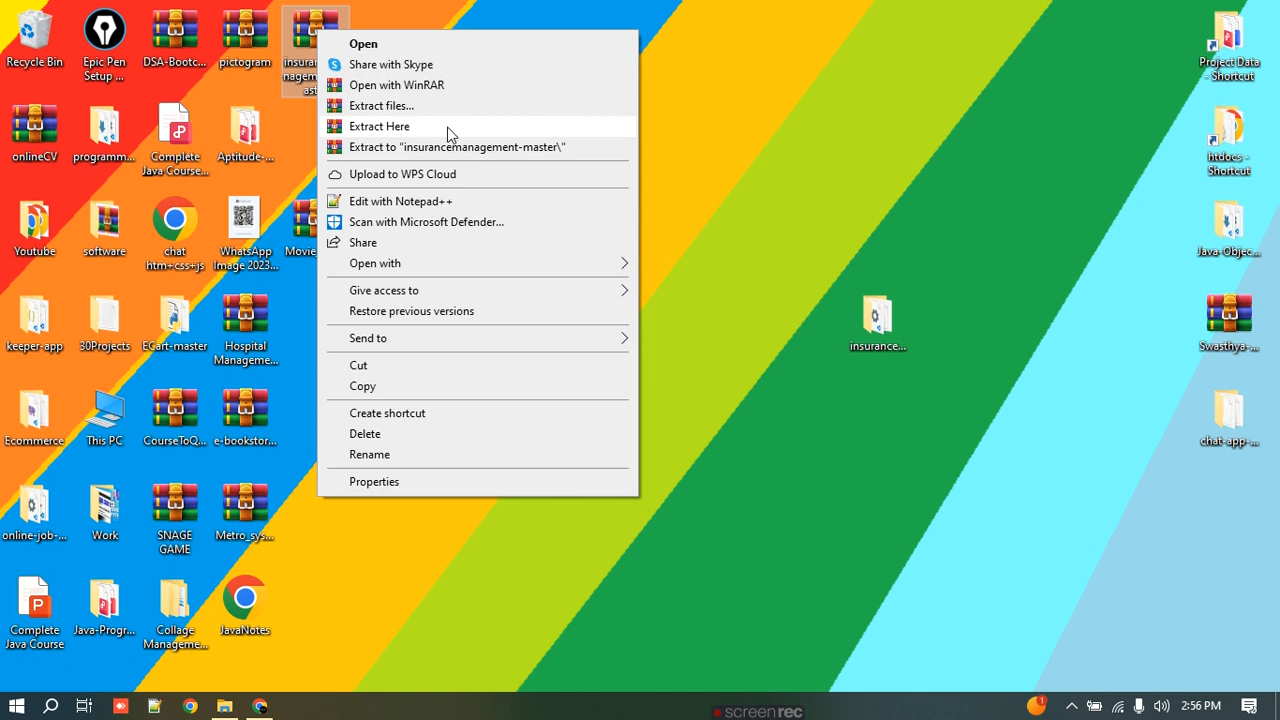 Recycle Bin
Epic Pen
Setup ...
DSA-Bootc...
pictogram
insur
nagem
ast
onlineCV
programm...
Complete
Java Course...
Aptitude-...
Youtube
software
chat
htm+css+js
WhatsApp
Image 2023...
Movie
keeper-app
30Projects
ECart-master
Hospital
Manageme...
Ecommerce
This PC
CourseToQ...
e-bookstor...
online-job-...
Work
SNAGE
GAME
Metro_sys...
Complete
Java Course
Java-Progr...
Collage
Manageme...
JavaNotes
Open
Share with Skype
Open with WinRAR
Extract files...
Extract Here
Extract to "insurancemanagement-master\"
Upload to WPS Cloud
Edit with Notepad++
Scan with Microsoft Defender...
Share
Open with
Give access to
Restore previous versions
Send to
Cut
Copy
Create shortcut
Delete
Rename
Properties
insurance...
Project Data
- Shortcut
htdocs -
Shortcut
Java-Objec...
Swasthya-...
chat-app-...
screenrec
1
2:56 PM